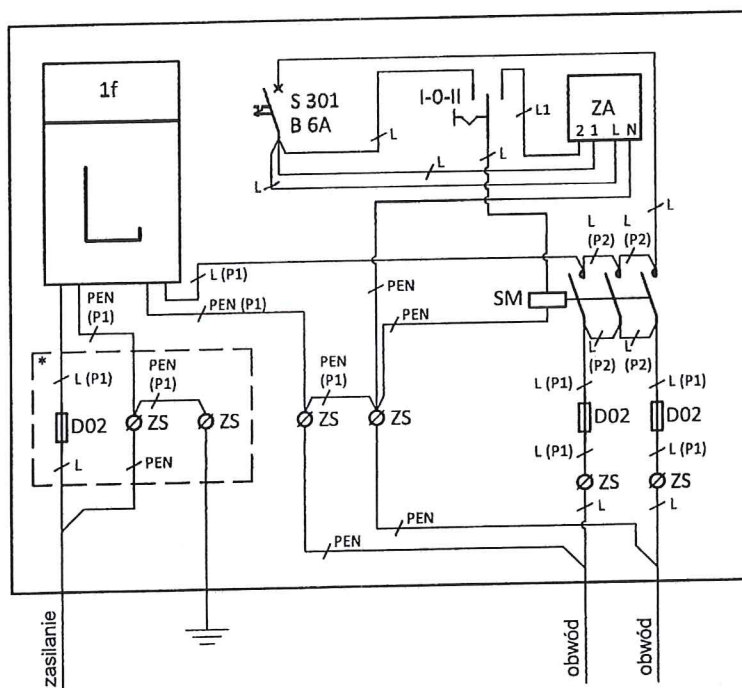 1f
S 301
B 6A
I-0-II
ZA
2 1 L N
L1
L
L
L
L
L
L (P1)
L (P2)
L (P2)
SM
PEN (P1)
PEN (P1)
PEN
PEN
*
L (P1)
PEN (P1)
PEN (P1)
L (P2)
L (P2)
L (P1)
L (P1)
D02
ZS
ZS
ZS
ZS
D02
D02
L
PEN
L (P1)
L (P1)
ZS
ZS
L
L
PEN
PEN
zasilanie
obwód
obwód